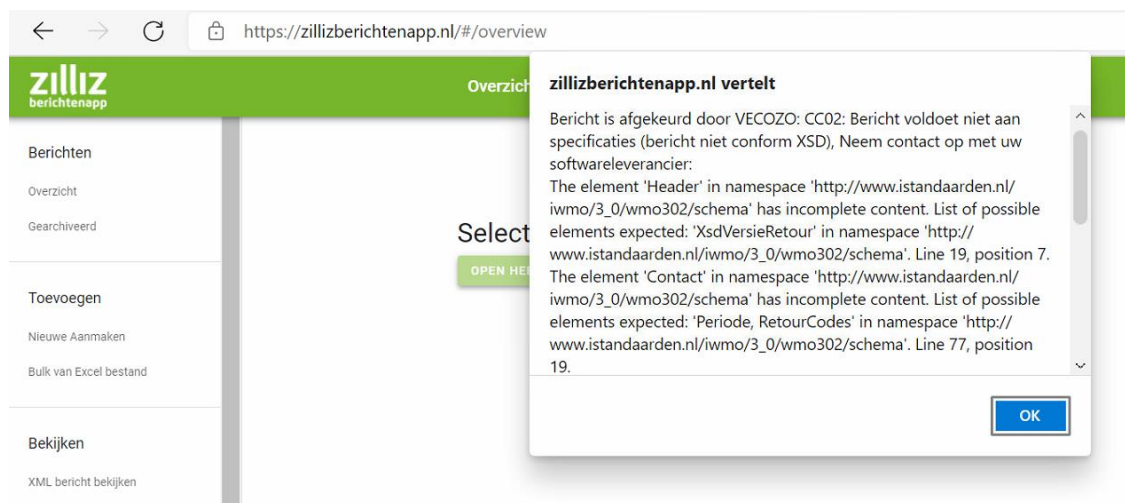 https://zillizberichtenapp.nl/#/overview
zilliz
berichtenapp
Overzich
Berichten
Overzicht
Gearchiveerd
Toevoegen
Nieuwe Aanmaken
Bulk van Excel bestand
Bekijken
XML bericht bekijken
Select
OPEN HEE
zillizberichtenapp.nl vertelt
Bericht is afgekeurd door VECOZO: CC02: Bericht voldoet niet aan
specificaties (bericht niet conform XSD), Neem contact op met uw
softwareleverancier:
The element 'Header' in namespace 'http://www.istandaarden.nl/
iwmo/3_0/wmo302/schema' has incomplete content. List of possible
elements expected: 'XsdVersieRetour' in namespace 'http://
www.istandaarden.nl/iwmo/3_0/wmo302/schema'. Line 19, position 7.
The element 'Contact' in namespace 'http://www.istandaarden.nl/
iwmo/3_0/wmo302/schema' has incomplete content. List of possible
elements expected: 'Periode, RetourCodes' in namespace 'http://
www.istandaarden.nl/iwmo/3_0/wmo302/schema'. Line 77, position
19.
OK